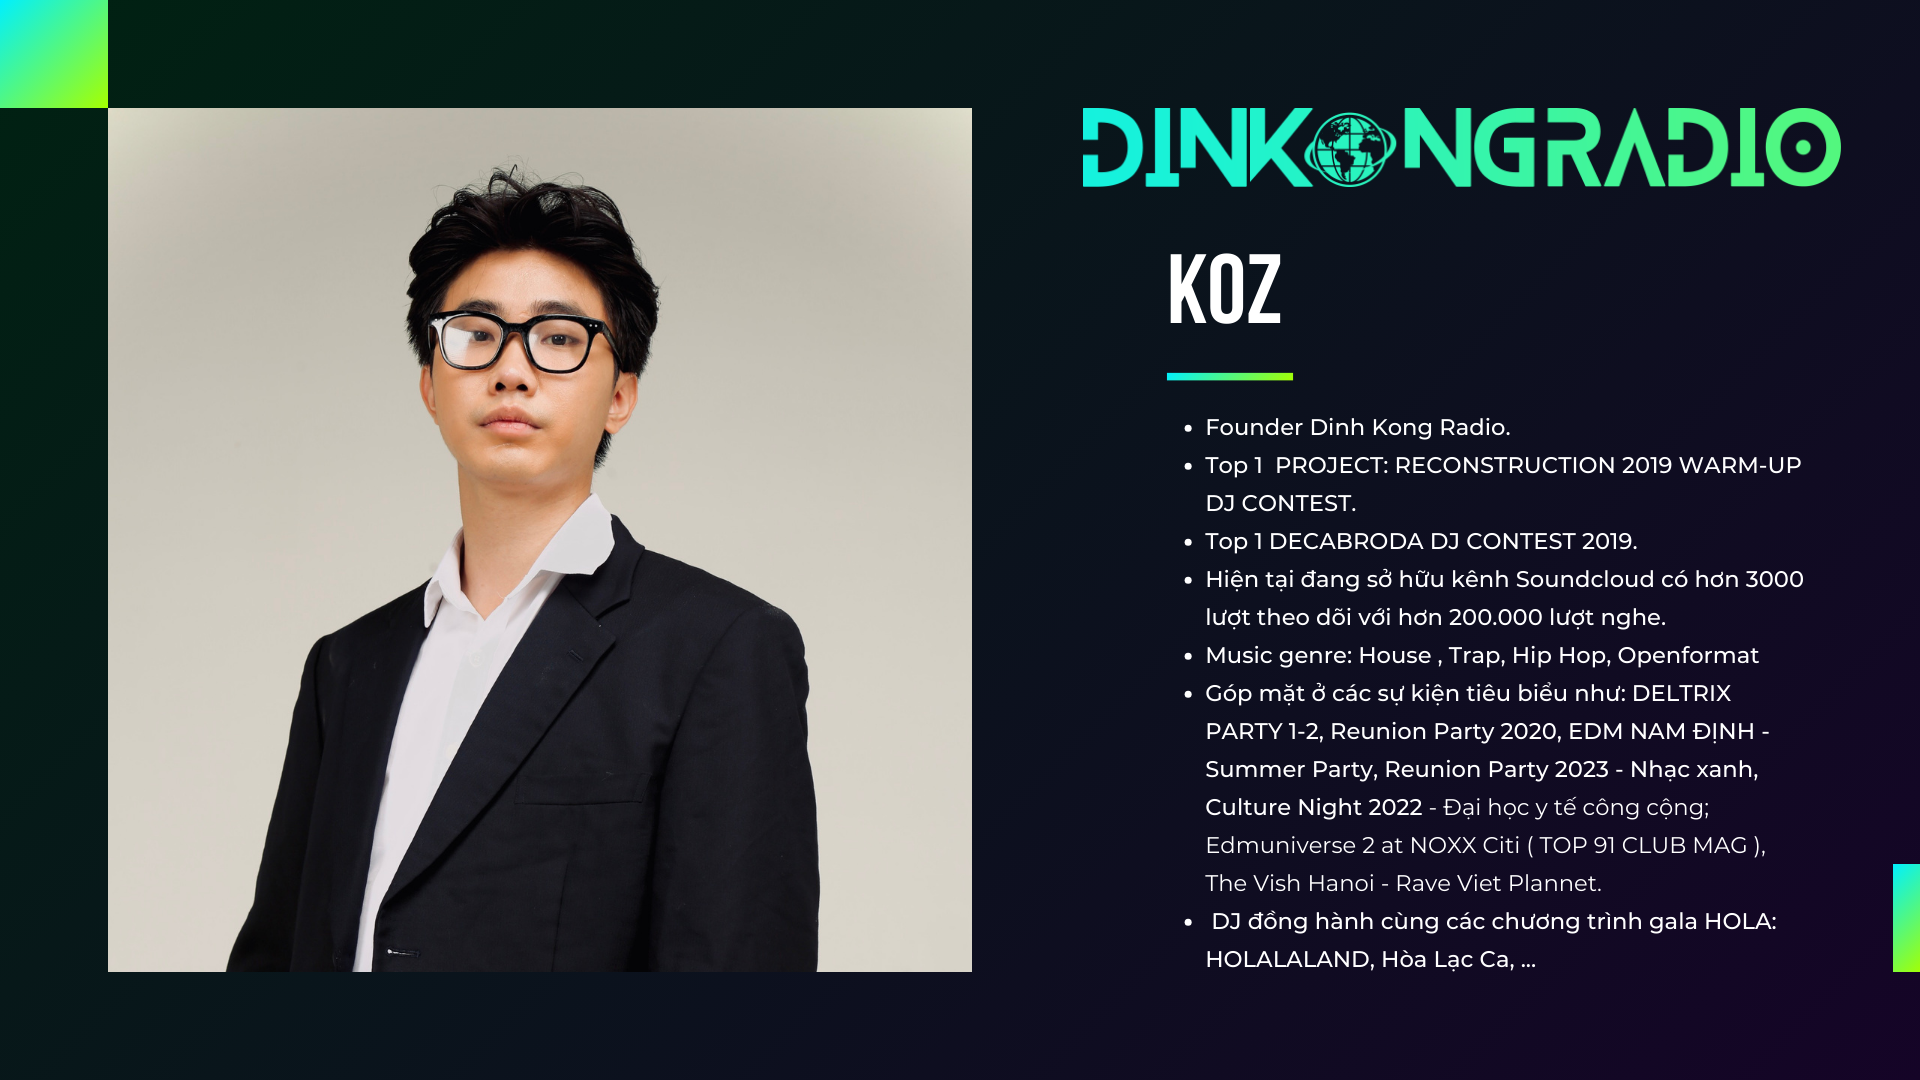 DINKONGRADIO
KOZ
• Founder Dinh Kong Radio.
• Top 1 PROJECT: RECONSTRUCTION 2019 WARM-UP
DJ CONTEST.
• Top 1 DECABRODA DJ CONTEST 2019.
• Hiện tại đang sở hữu kênh Soundcloud có hơn 3000
lượt theo dõi với hơn 200.000 lượt nghe.
• Music genre: House , Trap, Hip Hop, Openformat
• Góp mặt ở các sự kiện tiêu biểu như: DELTRIX
PARTY 1-2, Reunion Party 2020, EDM NAM ĐỊNH -
Summer Party, Reunion Party 2023 - Nhạc xanh,
Culture Night 2022 - Đại học y tế công cộng;
Edmuniverse 2 at NOXX Citi ( TOP 91 CLUB MAG ),
The Vish Hanoi - Rave Viet Plannet.
• DJ đồng hành cùng các chương trình gala HOLA:
HOLALALAND, Hòa Lạc Ca, ...